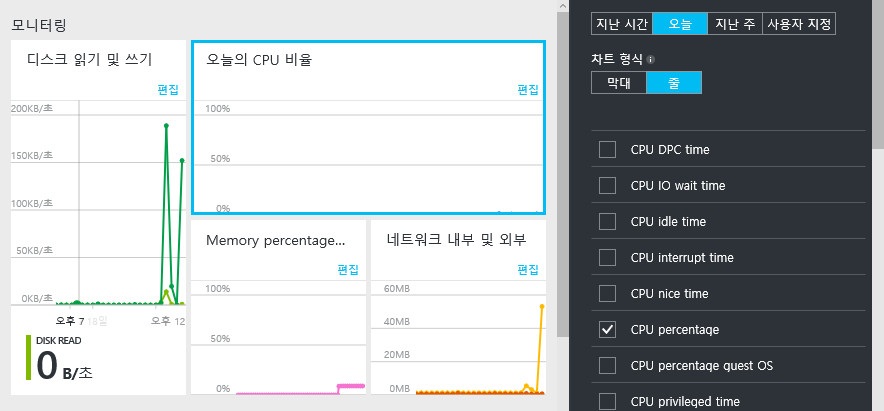 모니터링
디스크 읽기 및 쓰기
편집
200KB/초
150KB/초
100KB/초
50KB/초
0KB/초
오후 7 18일 오후 12
DISK READ
0 B/초
오늘의 CPU 비율
편집
100%
50%
0%
Memory percentage...
편집
100%
50%
0%
네트워크 내부 및 외부
편집
60MB
40MB
20MB
0MB
지난 시간 오늘 지난 주 사용자 지정
차트 형식
막대 줄
CPU DPC time
CPU IO wait time
CPU idle time
CPU interrupt time
CPU nice time
CPU percentage
CPU percentage guest OS
CPU privileged time